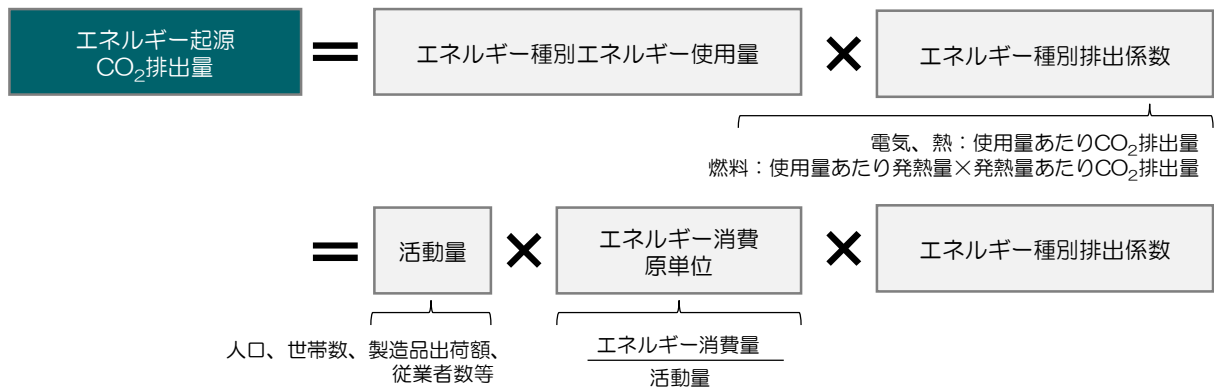 エネルギー起源
CO₂排出量
=
エネルギー種別エネルギー使用量
×
エネルギー種別排出係数
電気、熱：使用量あたりCO₂排出量
燃料：使用量あたり発熱量×発熱量あたりCO₂排出量
=
活動量
×
エネルギー消費
原単位
×
エネルギー種別排出係数
人口、世帯数、製造品出荷額、
従業者数等
エネルギー消費量
活動量